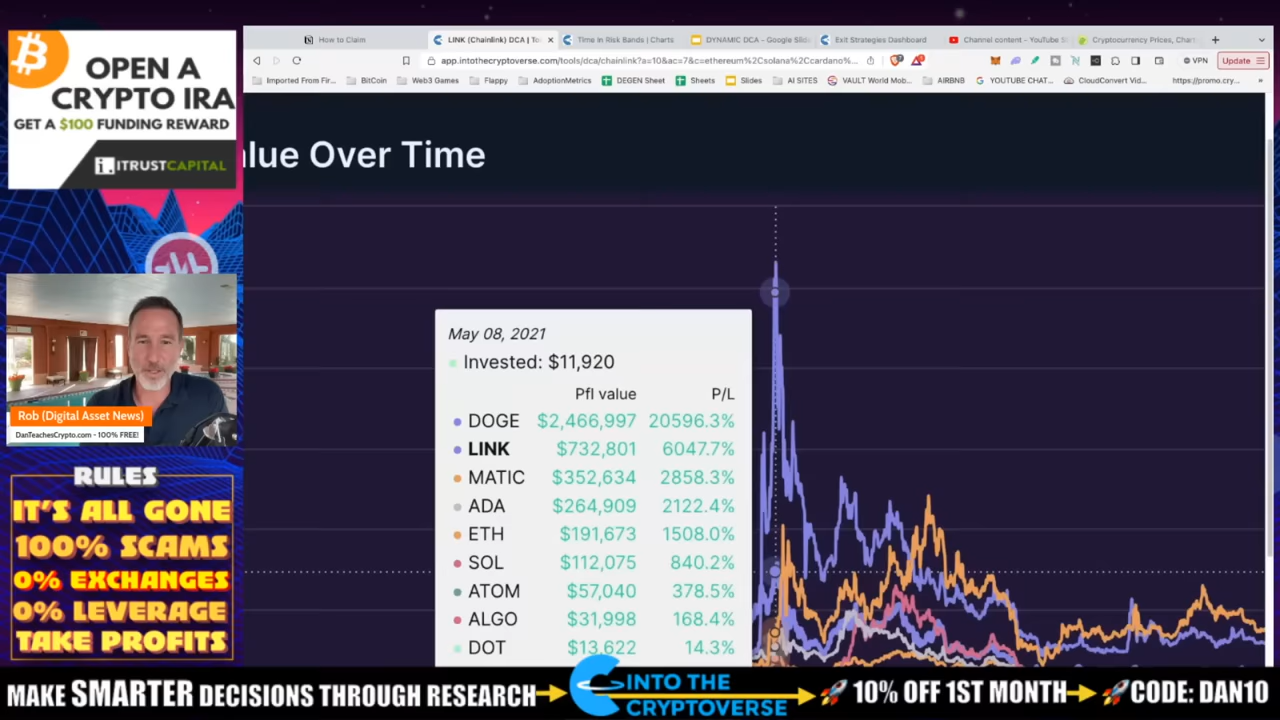 OPEN A
CRYPTO IRA
GET A $100 FUNDING REWARD
ITRUSTCAPITAL
How to Claim
LINK (Chainlink) DCA | To
Time In Risk Bands | Charts
DYNAMIC DCA - Google Slid
Exit Strategies Dashboard
Channel content - YouTube S
Cryptocurrency Prices, Chart
app.intothecryptoverse.com/tools/dca/chainlink?a=10&ac=7&c=ethereum%2Csolana%2Ccardano%...
VPN
Update
Imported From Fir...
BitCoin
Web3 Games
Flappy
AdoptionMetrics
DEGEN Sheet
Sheets
Slides
AI SITES
VAULT World Mob...
AIRBNB
YOUTUBE CHAT...
CloudConvert Vid...
https://promo.cry...
alue Over Time
May 08, 2021
Invested: $11,920
Pfl value P/L
DOGE $2,466,997 20596.3%
LINK $732,801 6047.7%
MATIC $352,634 2858.3%
ADA $264,909 2122.4%
ETH $191,673 1508.0%
SOL $112,075 840.2%
ATOM $57,040 378.5%
ALGO $31,998 168.4%
DOT $13,622 14.3%
Rob (Digital Asset News)
DanTeachesCrypto.com - 100% FREE!
RULES
IT'S ALL GONE
100% SCAMS
0% EXCHANGES
0% LEVERAGE
TAKE PROFITS
MAKE SMARTER DECISIONS THROUGH RESEARCH
INTO THE
CRYPTOVERSE
10% OFF 1ST MONTH
CODE: DAN10